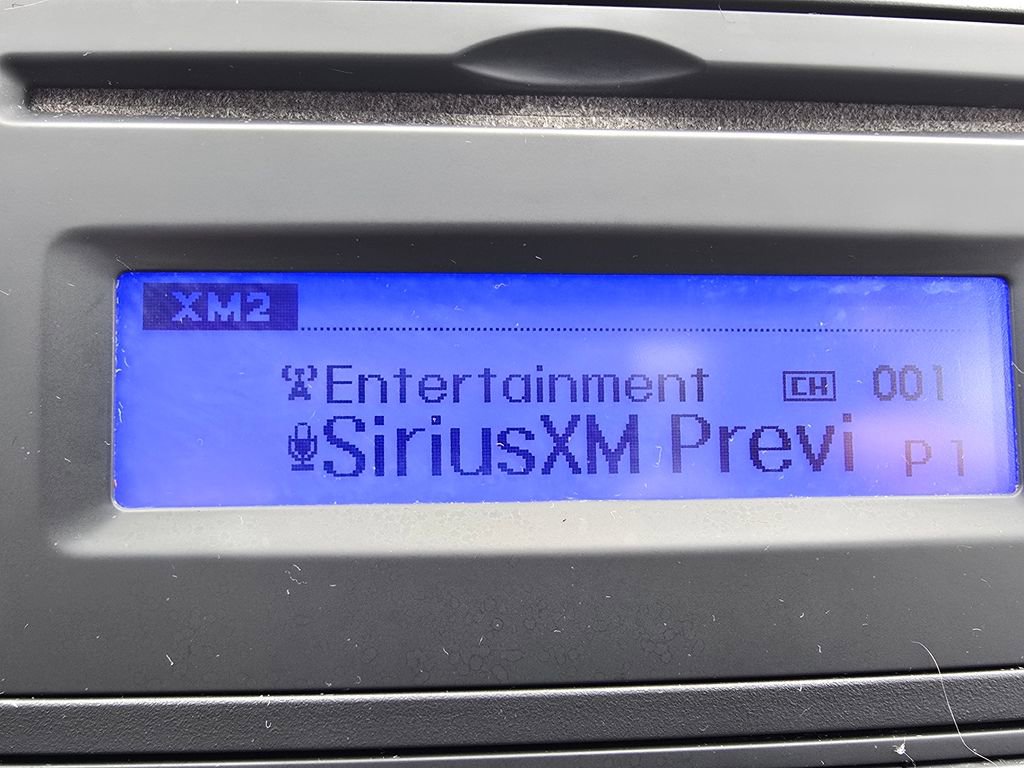 XM2
Entertainment CH 001
SiriusXM Previ P1